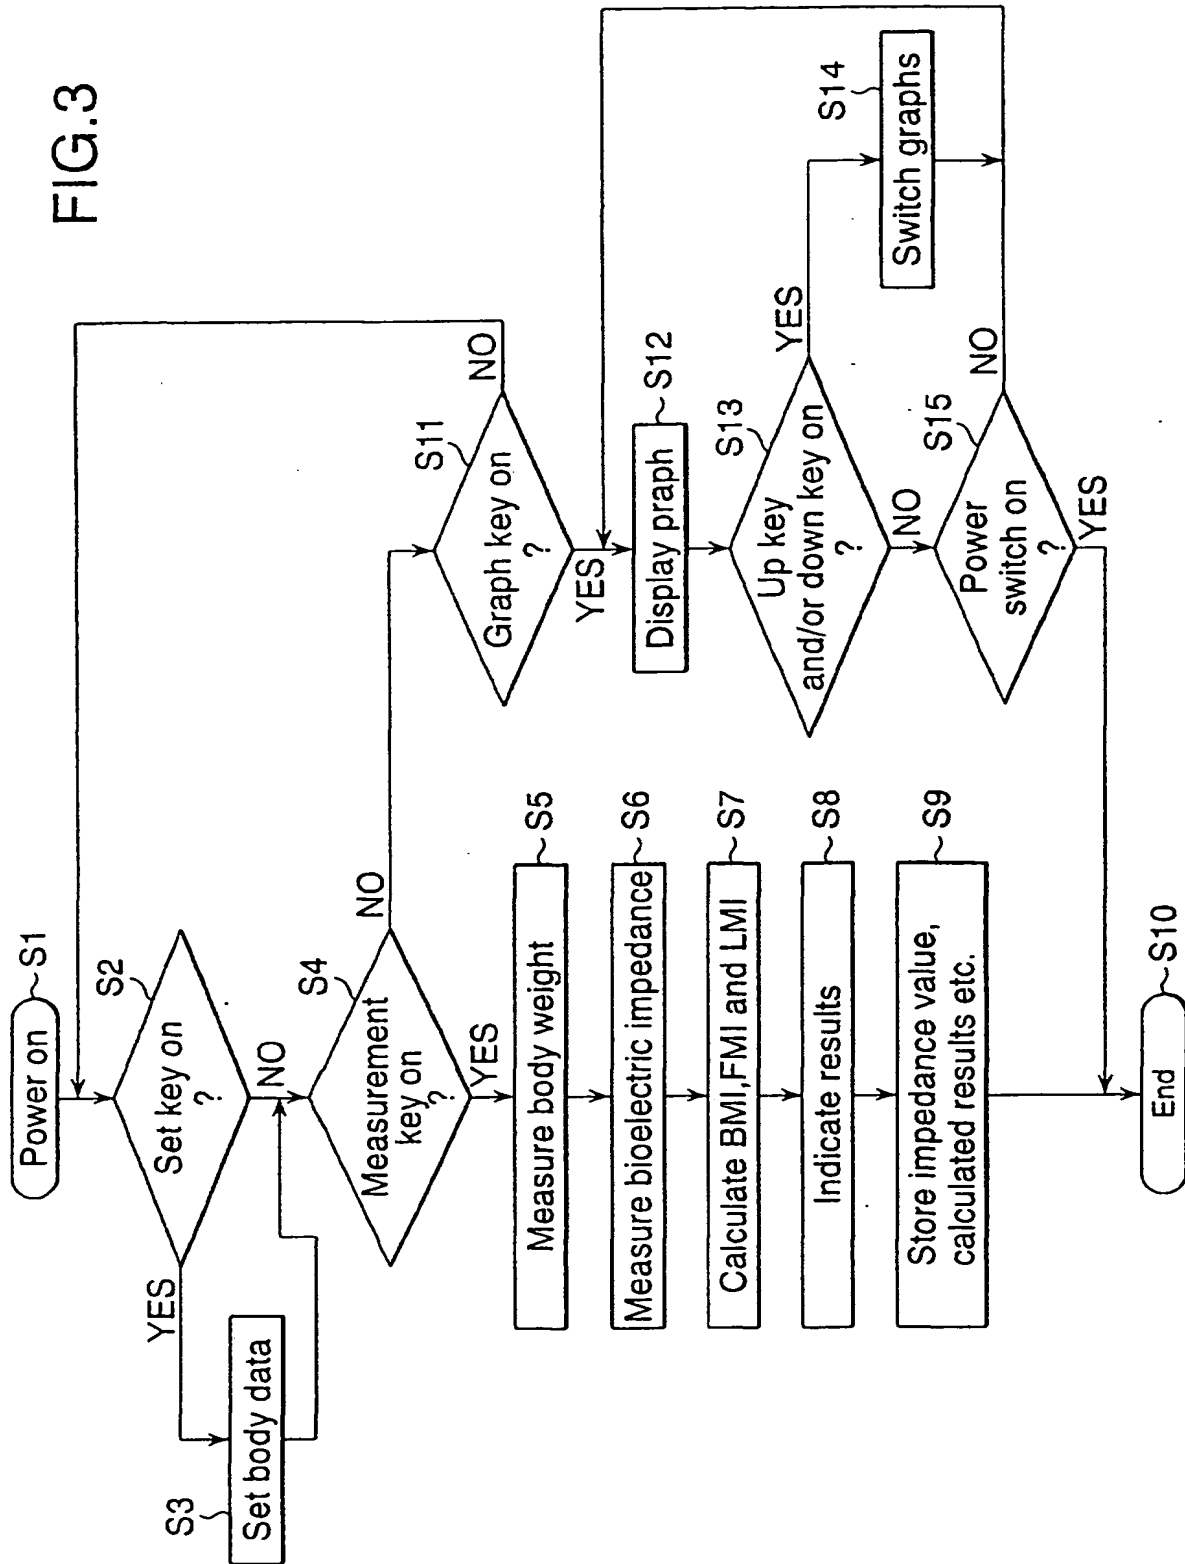 FIG.3
Power on
S1
S2
Set key on
?
YES
NO
S3
Set body data
S4
Measurement
key on
?
NO
YES
Measure body weight
S5
Measure bioelectric impedance
S6
Calculate BMI,FMI and LMI
S7
Indicate results
S8
Store impedance value,
calculated results etc.
S9
End
S10
S11
Graph key on
?
NO
YES
Display praph
S12
S13
Up key
and/or down key on
?
YES
NO
Switch graphs
S14
S15
Power
switch on
?
NO
YES